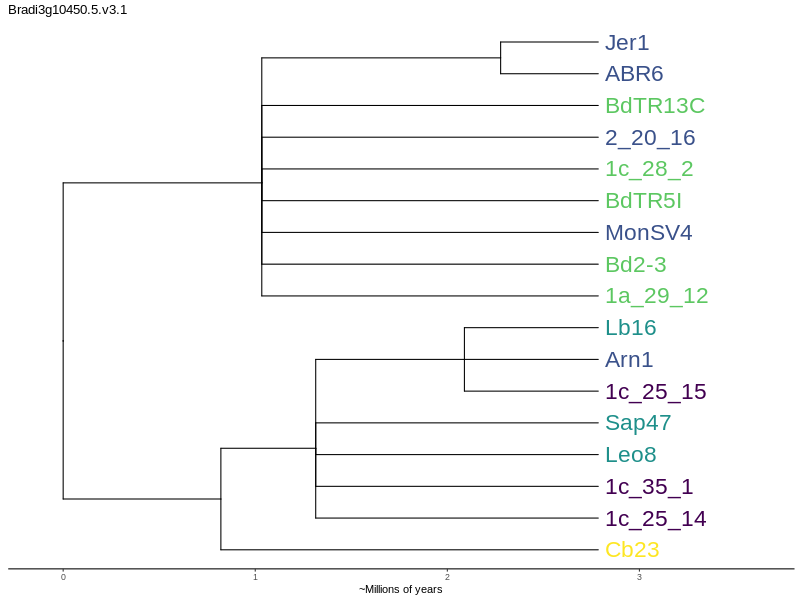 Bradi3g10450.5.v3.1
Jer1
ABR6
BdTR13C
2_20_16
1c_28_2
BdTR5I
MonSV4
Bd2-3
1a_29_12
Lb16
Arn1
1c_25_15
Sap47
Leo8
1c_35_1
1c_25_14
Cb23
0 1 2 3
~Millions of years